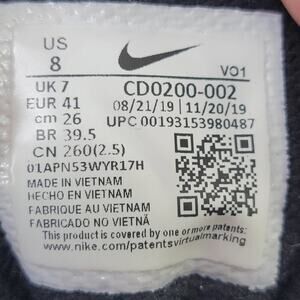 US
8
VO1
UK 7
CD0200-002
EUR 41
08/21/19 11/20/19
cm 26
UPC 00193153980487
BR 39.5
CN 260(2.5)
01APN53WYR17H
MADE IN VIETNAM
HECHO EN VIETNAM
FABRIQUE AU VIETNAM
FABRICADO NO VIETNÃ
This product is covered by one or more patents:
www.nike.com/patentsvirtualmarking